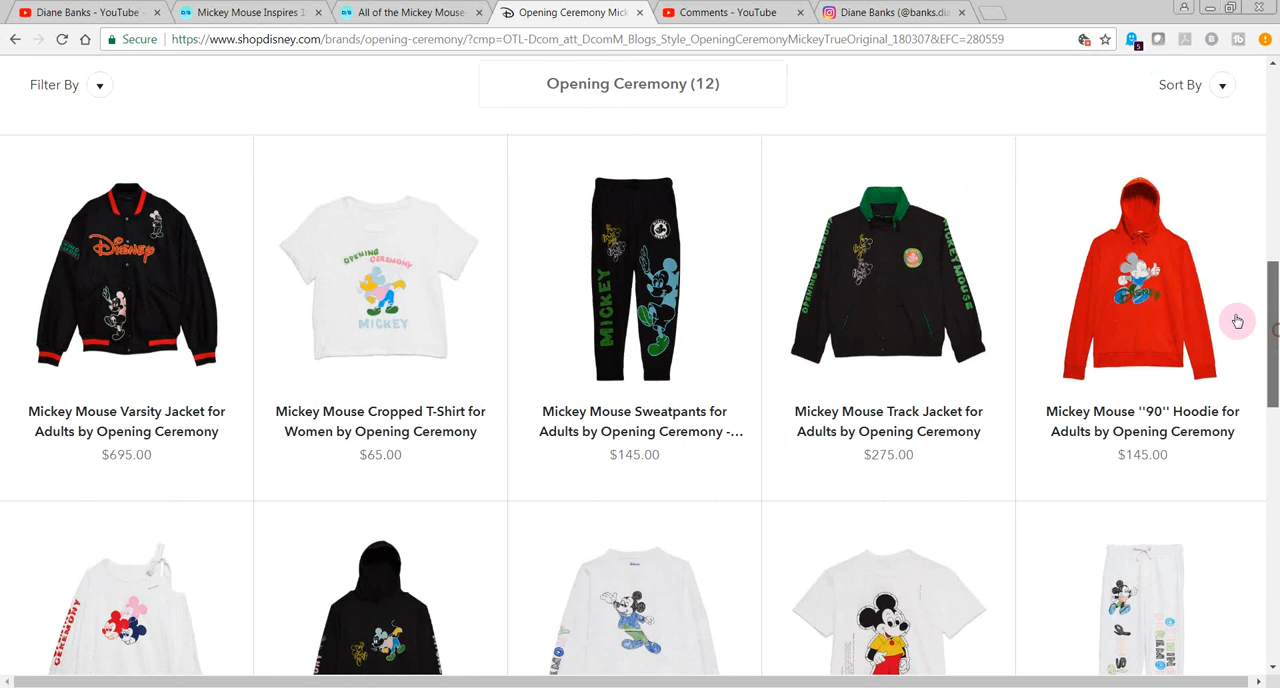 Diane Banks - YouTube -
Mickey Mouse Inspires 1
All of the Mickey Mouse-
Opening Ceremony Mick
Comments - YouTube
Diane Banks (@banks.di
Secure
https://www.shopdisney.com/brands/opening-ceremony/?cmp=OTL-Dcom_att_DcomM_Blogs_Style_OpeningCeremonyMickeyTrueOriginal_180307&EFC=280559
Filter By
Opening Ceremony (12)
Sort By
Disney
OPENING
CEREMONY
MICKEY
MICKEY
OPENING CEREMONY
MICKEY MOUSE
Mickey Mouse Varsity Jacket for
Adults by Opening Ceremony
$695.00
Mickey Mouse Cropped T-Shirt for
Women by Opening Ceremony
$65.00
Mickey Mouse Sweatpants for
Adults by Opening Ceremony -...
$145.00
Mickey Mouse Track Jacket for
Adults by Opening Ceremony
$275.00
Mickey Mouse ''90'' Hoodie for
Adults by Opening Ceremony
$145.00